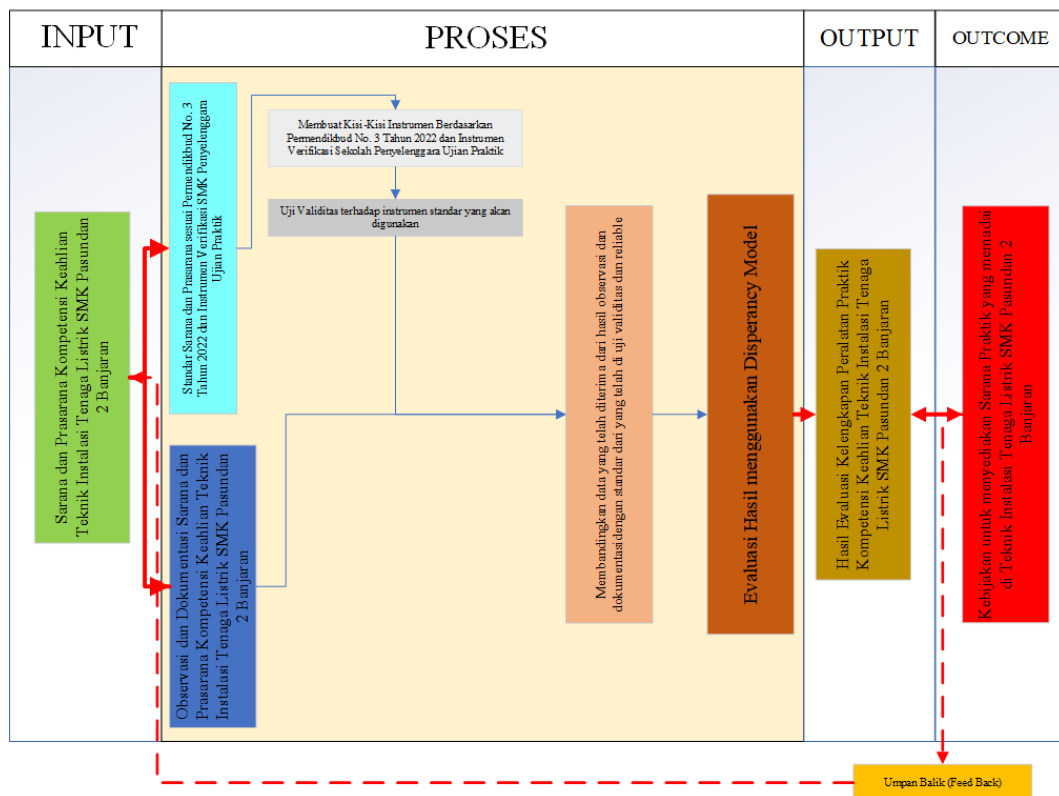 INPUT
PROSES
OUTPUT
OUTCOME
Sarana dan Prasarana Kompetensi Keahlian
Teknik Instalasi Tenaga Listrik SMK Pasundan
2 Banjaran
Standar Sarana dan Prasarana sesuai Permendikbud No. 3
Tahun 2022 dan Instrumen Verifikasi SMK Penyelenggara
Ujian Praktik
Observasi dan Dokumentasi Sarana dan
Prasarana Kompetensi Keahlian Teknik
Instalasi Tenaga Listrik SMK Pasundan
2 Banjaran
Membuat Kisi-Kisi Instrumen Berdasarkan
Permendikbud No. 3 Tahun 2022 dan Instrumen
Verifikasi Sekolah Penyelenggara Ujian Praktik
Uji Validitas terhadap instrumen standar yang akan
digunakan
Membandingkan data yang telah diterima dari hasil observasi dan
dokumentasidengan standar dari yang telah di uji validitas dan reliable
Evaluasi Hasil menggunakan Disperancy Model
Hasil Evaluasi Kelengkapan Peralatan Praktik
Kompetensi Keahlian Teknik Instalasi Tenaga
Listrik SMK Pasundan 2 Banjaran
Kebijakan untuk menyediakan Sarana Praktik yang memadai
di Teknik Instalasi Tenaga Listrik SMK Pasundan 2
Banjaran
Umpan Balik (Feed Back)